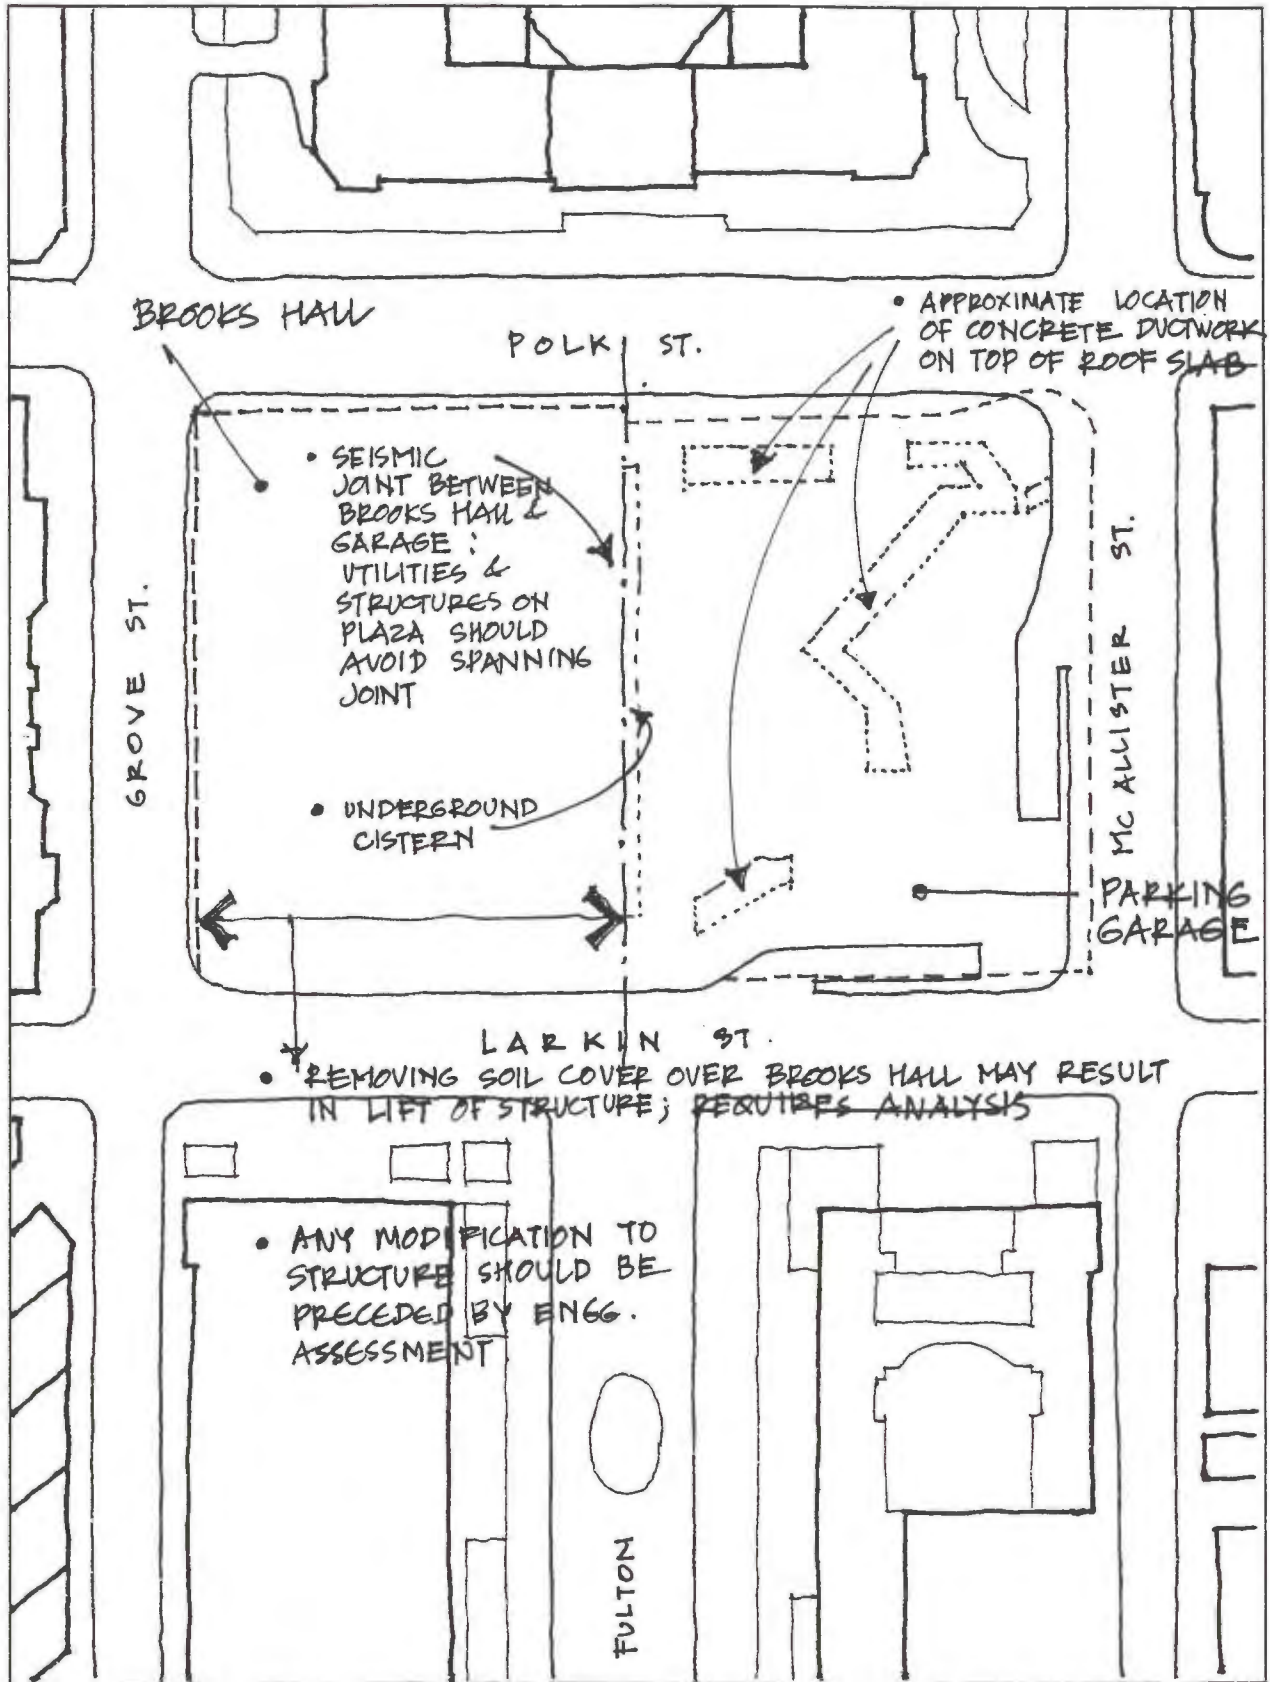 BROOKS HALL
POLK ST.
• APPROXIMATE LOCATION
OF CONCRETE DUCTWORK
ON TOP OF ROOF SLAB
• SEISMIC
JOINT BETWEEN
BROOKS HALL &
GARAGE :
UTILITIES &
STRUCTURES ON
PLAZA SHOULD
AVOID SPANNING
JOINT
GROVE ST.
MC ALLISTER ST.
• UNDERGROUND
CISTERN
PARKING
GARAGE
LARKIN ST.
• REMOVING SOIL COVER OVER BROOKS HALL MAY RESULT
IN LIFT OF STRUCTURE; REQUIRES ANALYSIS
• ANY MODIFICATION TO
STRUCTURE SHOULD BE
PRECEDED BY ENGG.
ASSESSMENT
FULTON